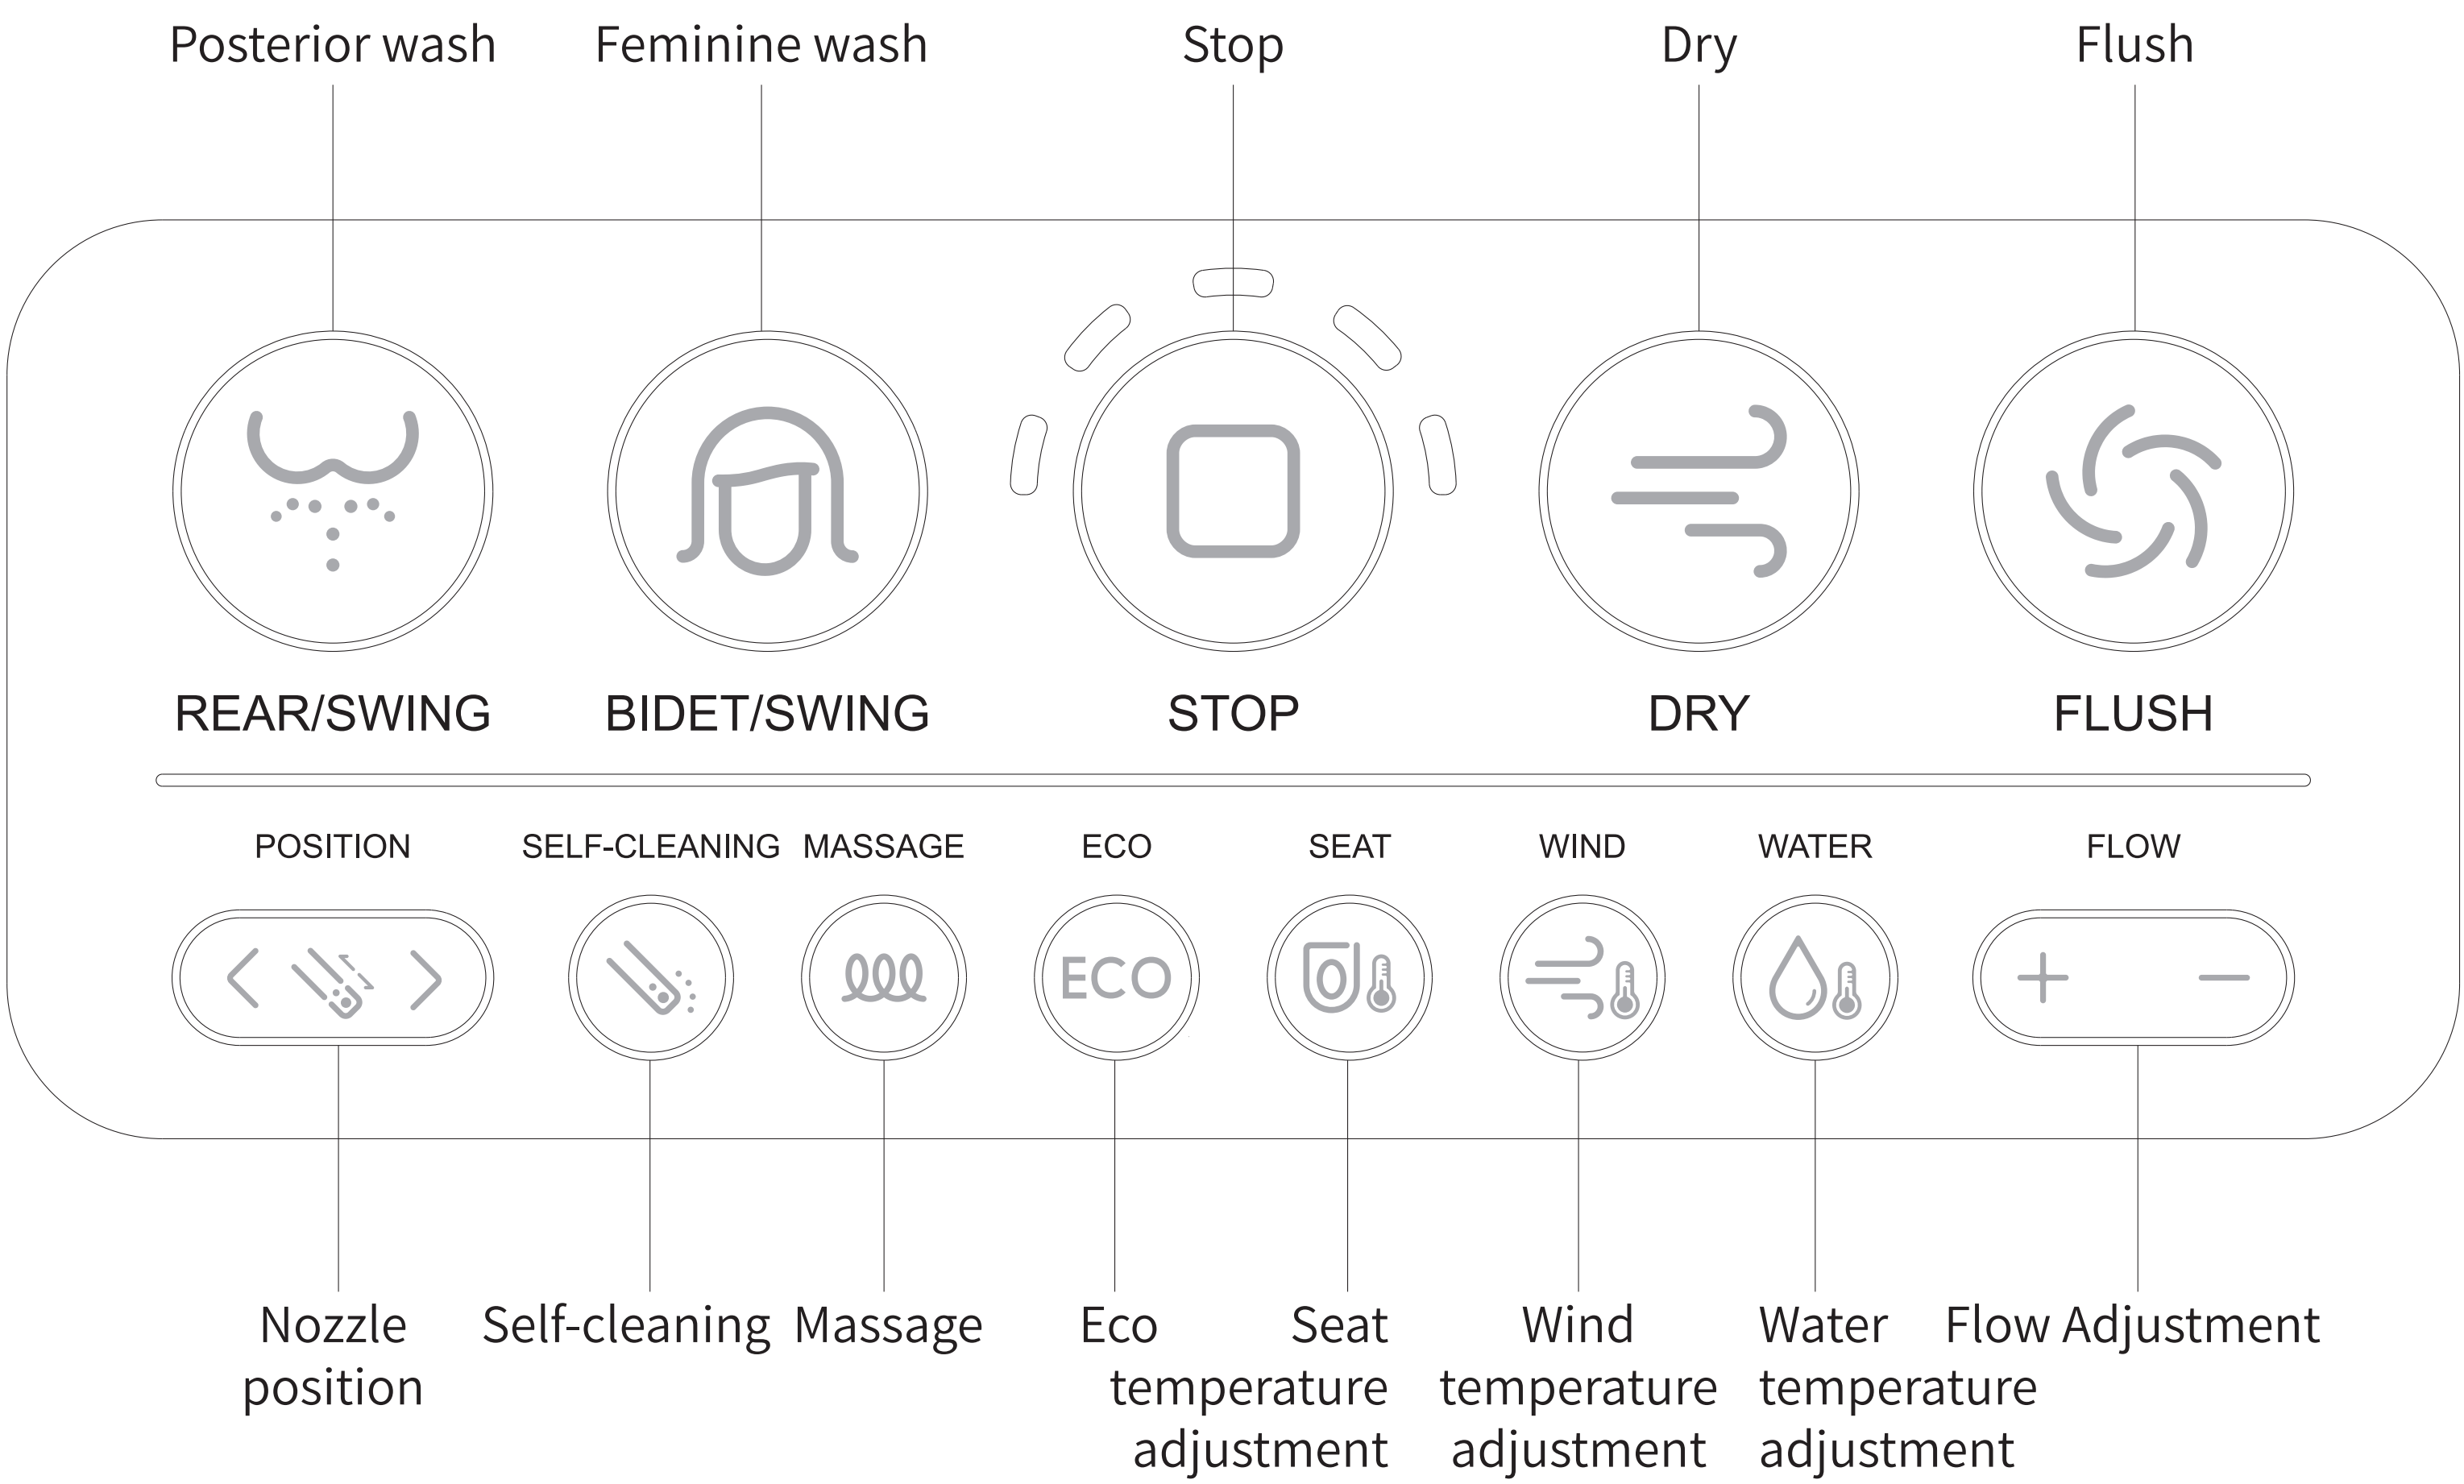 Posterior wash
Feminine wash
Stop
Dry
Flush
REAR/SWING
BIDET/SWING
STOP
DRY
FLUSH
POSITION
SELF-CLEANING
MASSAGE
ECO
SEAT
WIND
WATER
FLOW
ECO
Nozzle
position
Self-cleaning
Massage
Eco
Seat
temperature
adjustment
Wind
temperature
adjustment
Water
temperature
adjustment
Flow Adjustment